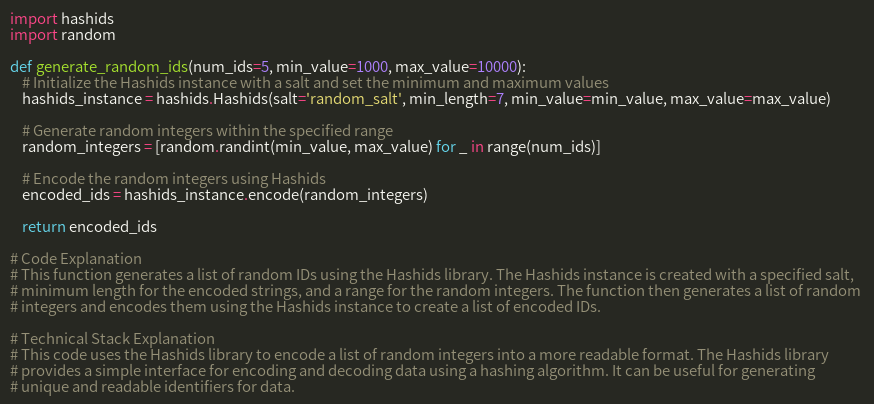 import hashids
import random
def generate_random_ids(num_ids=5, min_value=1000, max_value=10000):
# Initialize the Hashids instance with a salt and set the minimum and maximum values
hashids_instance = hashids.Hashids(salt='random_salt', min_length=7, min_value=min_value, max_value=max_value)
# Generate random integers within the specified range
random_integers = [random.randint(min_value, max_value) for _ in range(num_ids)]
# Encode the random integers using Hashids
encoded_ids = hashids_instance.encode(random_integers)
return encoded_ids
# Code Explanation
# This function generates a list of random IDs using the Hashids library. The Hashids instance is created with a specified salt,
# minimum length for the encoded strings, and a range for the random integers. The function then generates a list of random
# integers and encodes them using the Hashids instance to create a list of encoded IDs.
# Technical Stack Explanation
# This code uses the Hashids library to encode a list of random integers into a more readable format. The Hashids library
# provides a simple interface for encoding and decoding data using a hashing algorithm. It can be useful for generating
# unique and readable identifiers for data.